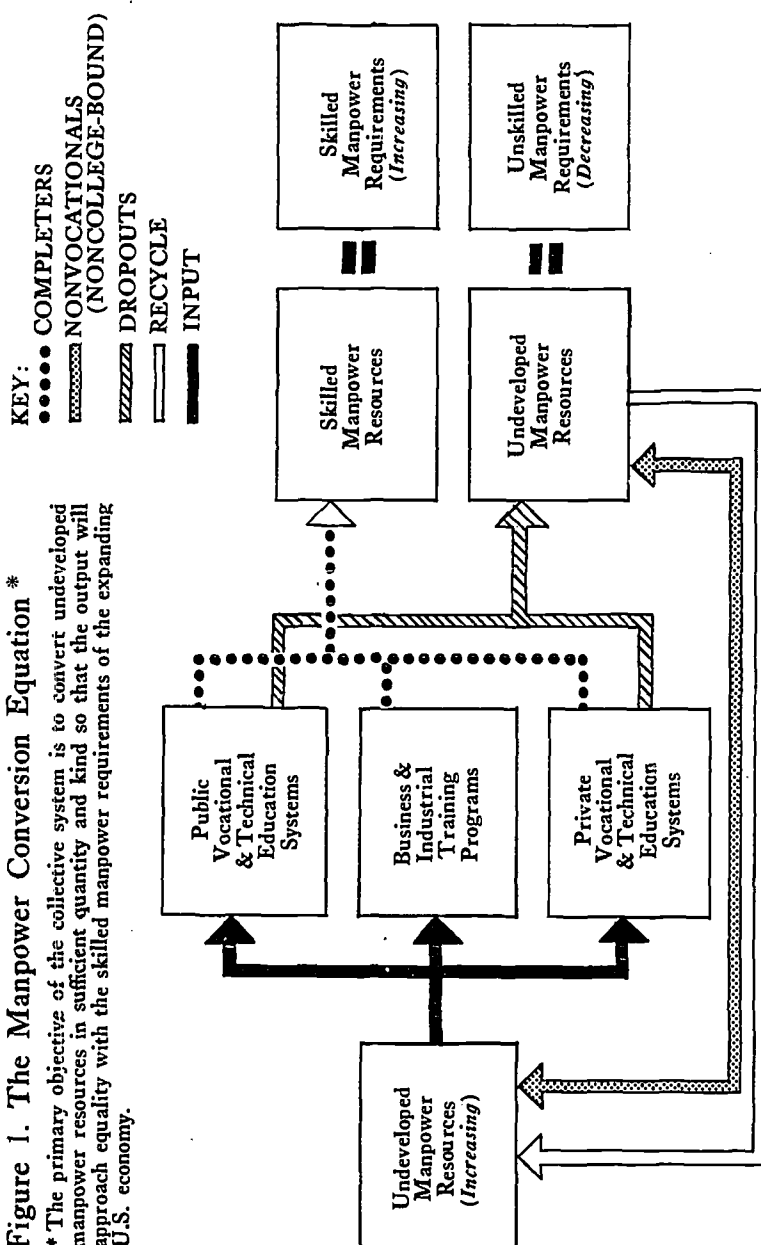 Figure 1. The Manpower Conversion Equation *
* The primary objective of the collective system is to convert undeveloped
manpower resources in sufficient quantity and kind so that the output will
approach equality with the skilled manpower requirements of the expanding
U.S. economy.
KEY:
COMPLETERS
NONVOCATIONALS
(NONCOLLEGE-BOUND)
DROPOUTS
RECYCLE
INPUT
Undeveloped
Manpower
Resources
(Increasing)
Public
Vocational
& Technical
Education
Systems
Business &
Industrial
Training
Programs
Private
Vocational
& Technical
Education
Systems
Skilled
Manpower
Resources
=
Skilled
Manpower
Requirements
(Increasing)
Undeveloped
Manpower
Resources
=
Unskilled
Manpower
Requirements
(Decreasing)